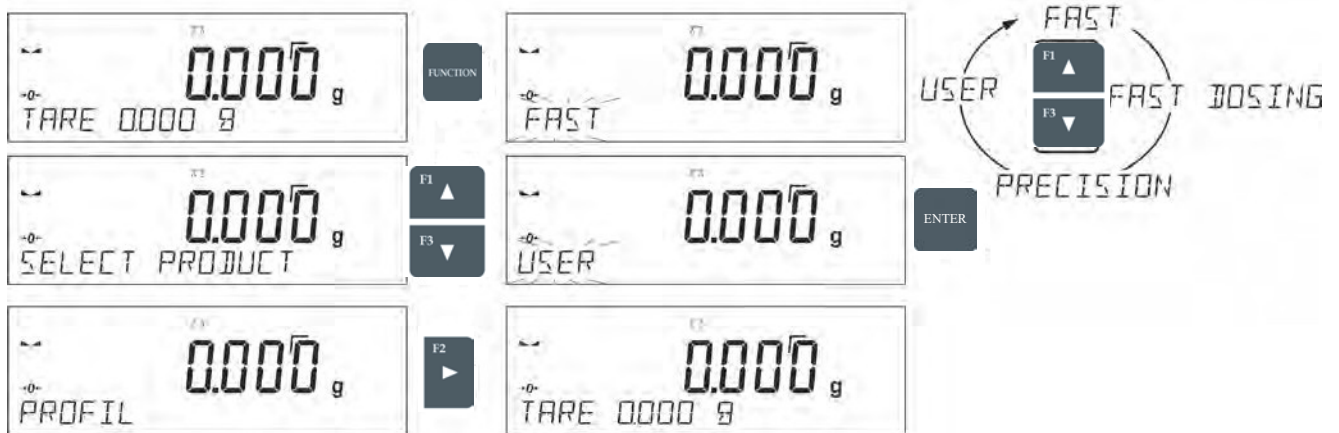 0.000 g
TARE 0.000 g
FUNCTION
SELECT PRODUCT
F1
F3
PROFIL
F2
0.000 g
FAST
0.000 g
USER
ENTER
0.000 g
TARE 0.000 g
FAST
F1
USER
FAST DOSING
F3
PRECISION
0.000 g
0.000 g